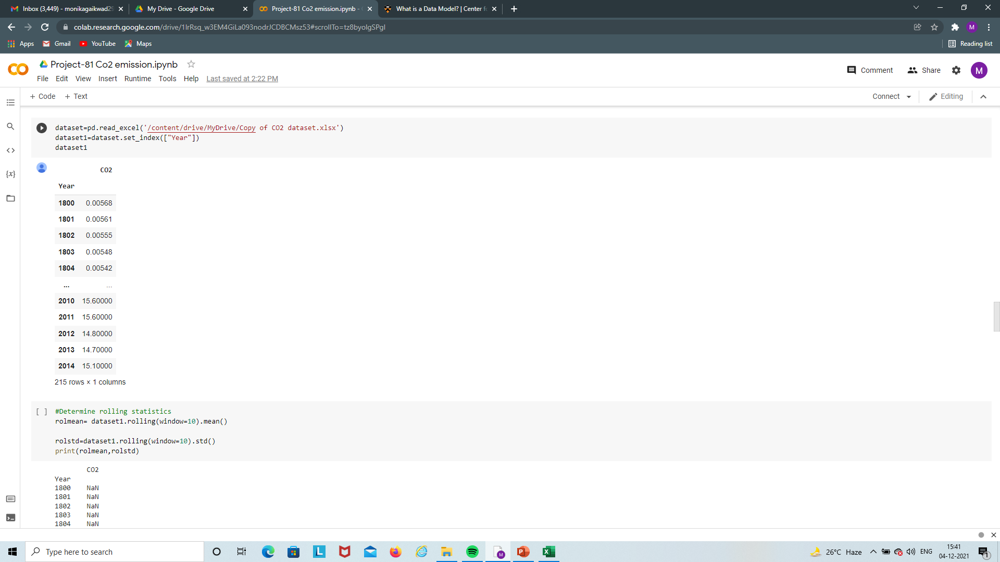 Inbox (3,449) - monikagaikwad29
My Drive - Google Drive
Project-81 Co2 emission.ipynb -
What is a Data Model? | Center f
colab.research.google.com/drive/1IrRsq_w3EM4GiLa093nodrJCDBCMsz53#scrollTo=tz8byolgSPgl
M
Apps
Gmail
YouTube
Maps
Reading list
Project-81 Co2 emission.ipynb
Comment
Share
M
File Edit View Insert Runtime Tools Help Last saved at 2:22 PM
+ Code + Text
Connect
Editing
dataset=pd.read_excel('/content/drive/MyDrive/Copy of CO2 dataset.xlsx')
dataset1=dataset.set_index(["Year"])
dataset1
CO2
Year
1800 0.00568
1801 0.00561
1802 0.00555
1803 0.00548
1804 0.00542
... ...
2010 15.60000
2011 15.60000
2012 14.80000
2013 14.70000
2014 15.10000
215 rows × 1 columns
[ ] #Determine rolling statistics
rolmean= dataset1.rolling(window=10).mean()
rolstd=dataset1.rolling(window=10).std()
print(rolmean,rolstd)
CO2
Year
1800 NaN
1801 NaN
1802 NaN
1803 NaN
1804 NaN
Type here to search
26°C Haze
ENG
15:41
04-12-2021
1